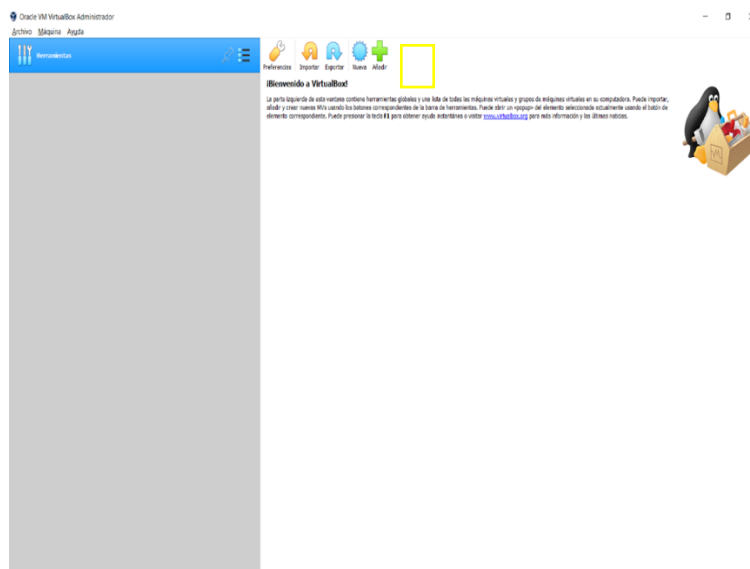 Oracle VM VirtualBox Administrador
Archivo Máquina Ayuda
Herramientas
Preferencias Importar Exportar Nueva Añadir
¡Bienvenido a VirtualBox!
La parte izquierda de esta ventana contiene herramientas globales y una lista de todas las máquinas virtuales y grupos de máquinas virtuales en su computadora. Puede importar,
añadir y crear nuevas MVs usando los botones correspondientes de la barra de herramientas. Puede abrir un «popup» del elemento seleccionado actualmente usando el botón de
elemento correspondiente. Puede presionar la tecla F1 para obtener ayuda instantánea o visitar www.virtualbox.org para más información y las últimas noticias.